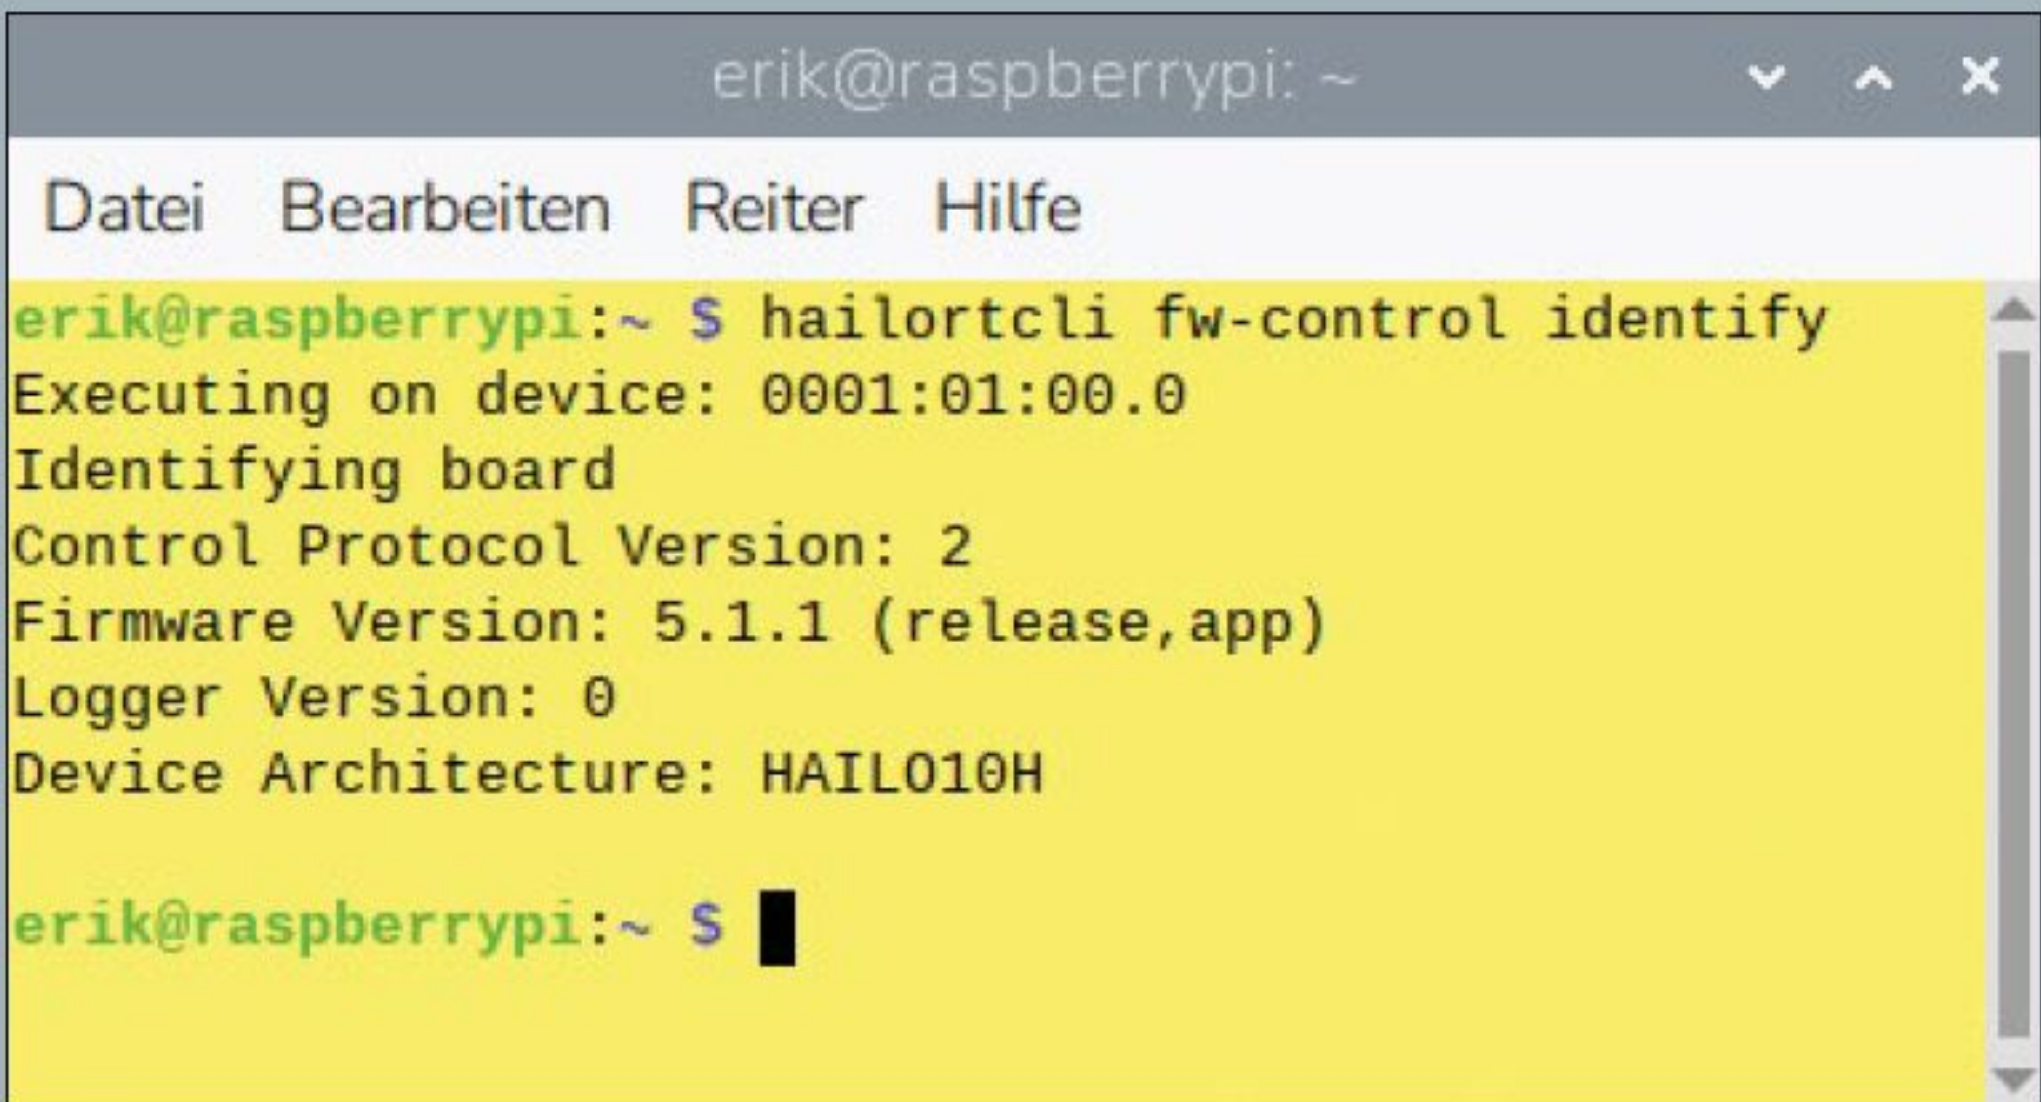 erik@raspberrypi: ~
Datei Bearbeiten Reiter Hilfe
erik@raspberrypi:~ $ hailortcli fw-control identify
Executing on device: 0001:01:00.0
Identifying board
Control Protocol Version: 2
Firmware Version: 5.1.1 (release,app)
Logger Version: 0
Device Architecture: HAILO10H
erik@raspberrypi:~ $